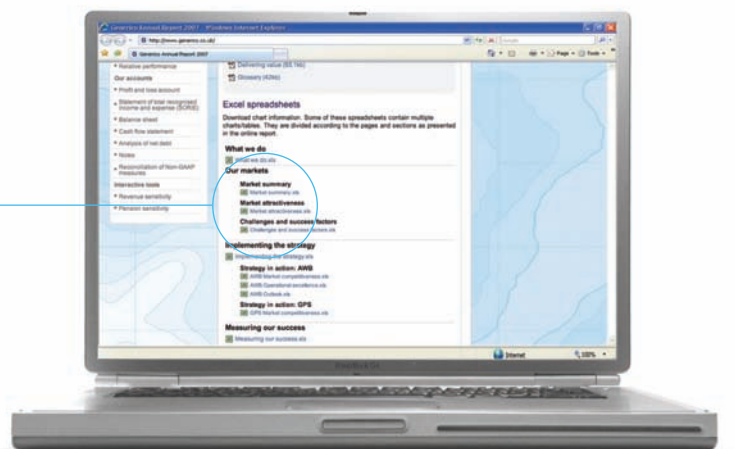 Generico Annual Report 2007 - Windows Internet Explorer
http://www.generico.co.uk/
Generico Annual Report 2007
Page
Tools
Relative performance
Our accounts
Profit and loss account
Statement of total recognised
income and expense (SORIE)
Balance sheet
Cash flow statement
Analysis of net debt
Notes
Reconciliation of Non-GAAP
measures
Interactive tools
Revenue sensitivity
Pension sensitivity
Delivering value
Glossary (42kb)
Excel spreadsheets
Download chart information. Some of these spreadsheets contain multiple
charts/tables. They are divided according to the pages and sections as presented
in the online report.
What we do
What we do.xls
Our markets
Market summary
Market summary.xls
Market attractiveness
Market attractiveness.xls
Challenges and success factors
Challenges and success factors.xls
Implementing the strategy
Implementing the strategy.xls
Strategy in action: AWB
AWB Market competitiveness.xls
AWB Operational excellence.xls
AWB Outlook.xls
Strategy in action: GPS
GPS Market competitiveness.xls
Measuring our success
Measuring our success.xls
Internet
100%